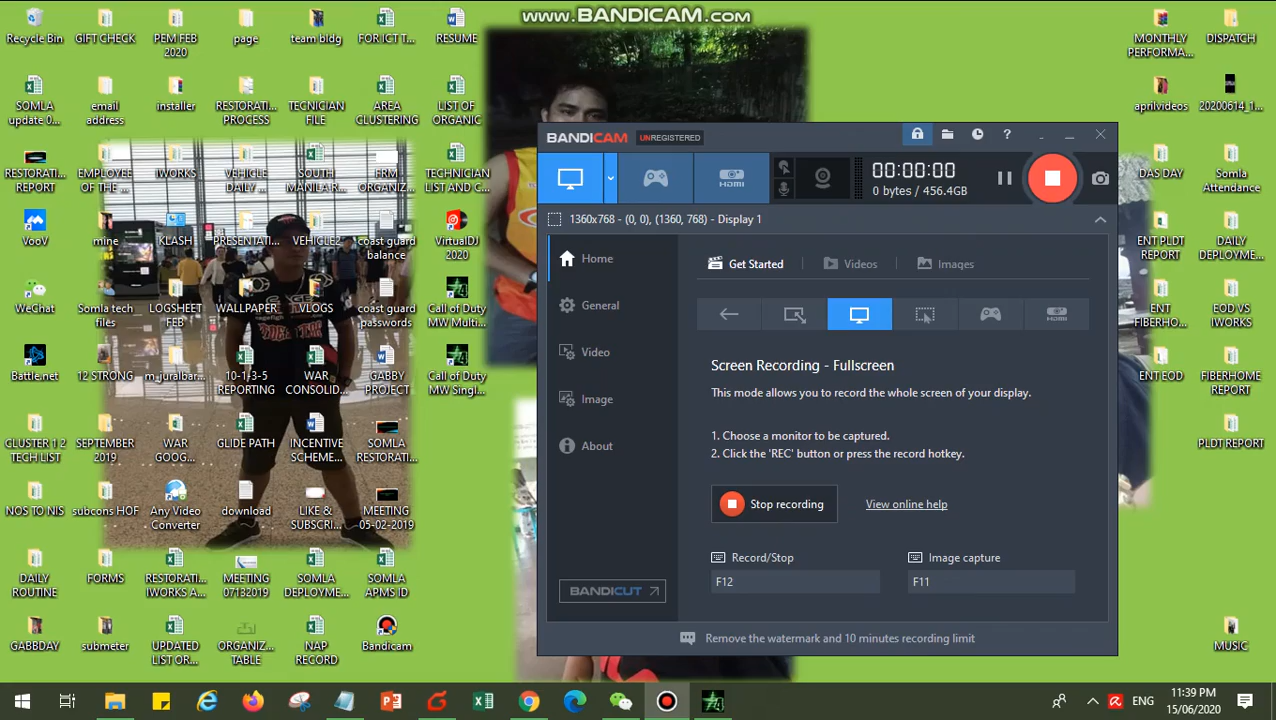 www.BANDICAM.com
Recycle Bin
GIFT CHECK
PEM FEB
2020
page
team bldg
FOR ICT T...
RESUME
MONTHLY
PERFORMA...
DISPATCH
SOMLA
update 0...
email
address
installer
RESTORATI...
PROCESS
TECNICIAN
FILE
AREA
CLUSTERING
LIST OF
ORGANIC
aprilvideos
20200614_1...
RESTORATI...
REPORT
EMPLOYEE
OF THE ...
IWORKS
VEHICLE
DAILY ...
SOUTH
MANILA R...
FRM
ORGANIZ...
TECHNICIAN
LIST AND C...
DAS DAY
Somla
Attendance
VooV
mine
KLASH
PRESENTATI...
VEHICLE2
coast guard
balance
VirtualDJ
2020
ENT PLDT
REPORT
DAILY
DEPLOYME...
WeChat
Somla tech
files
LOGSHEET
FEB
WALLPAPER
VLOGS
coast guard
passwords
Call of Duty
MW Multi...
ENT
FIBERHO...
EOD VS
IWORKS
Battle.net
12 STRONG
m.juralbar...
10-1-3-5
REPORTING
WAR
CONSOLID...
GABBY
PROJECT
Call of Duty
MW Singl...
ENT EOD
FIBERHOME
REPORT
CLUSTER 1 2
TECH LIST
SEPTEMBER
2019
WAR
GOOG...
GLIDE PATH
INCENTIVE
SCHEME...
SOMLA
RESTORATI...
PLDT REPORT
NOS TO NIS
subcons HOF
Any Video
Converter
download
LIKE &
SUBSCRI...
MEETING
05-02-2019
DAILY
ROUTINE
FORMS
RESTORATI...
IWORKS A...
MEETING
07132019
SOMLA
DEPLOYME...
SOMLA
APMS ID
GABBDAY
submeter
UPDATED
LIST OR...
ORGANIZ...
TABLE
NAP
RECORD
Bandicam
MUSIC
BANDICAM UNREGISTERED
HDMI
00:00:00
0 bytes / 456.4GB
1360x768 - (0, 0), (1360, 768) - Display 1
Home
General
Video
Image
About
BANDICUT
Get Started
Videos
Images
HDMI
Screen Recording - Fullscreen
This mode allows you to record the whole screen of your display.
1. Choose a monitor to be captured.
2. Click the 'REC' button or press the record hotkey.
Stop recording
View online help
Record/Stop
Image capture
F12
F11
Remove the watermark and 10 minutes recording limit
ENG
11:39 PM
15/06/2020